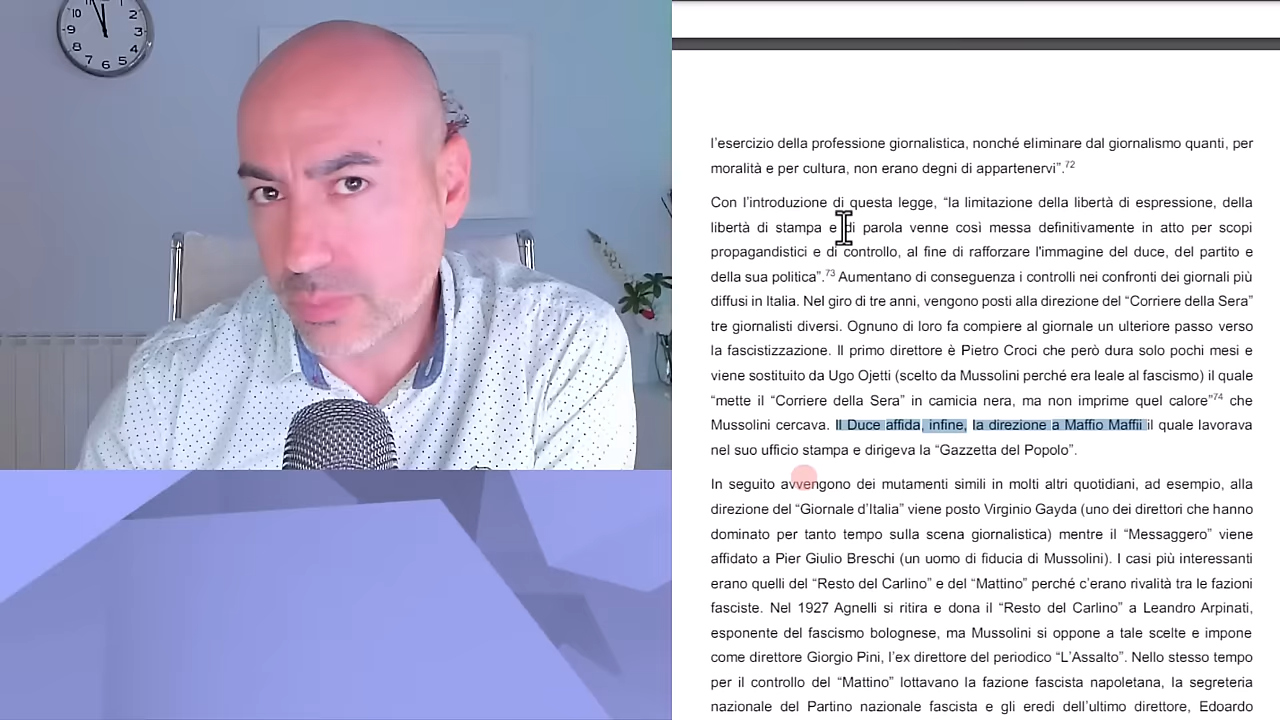 12
2
3
4
5
6
7
8
9
l’esercizio della professione giornalistica, nonché eliminare dal giornalismo quanti, per
moralità e per cultura, non erano degni di appartenervi”.72
Con l’introduzione di questa legge, “la limitazione della libertà di espressione, della
libertà di stampa e di parola venne così messa definitivamente in atto per scopi
propagandistici e di controllo, al fine di rafforzare l'immagine del duce, del partito e
della sua politica”.73 Aumentano di conseguenza i controlli nei confronti dei giornali più
diffusi in Italia. Nel giro di tre anni, vengono posti alla direzione del “Corriere della Sera”
tre giornalisti diversi. Ognuno di loro fa compiere al giornale un ulteriore passo verso
la fascistizzazione. Il primo direttore è Pietro Croci che però dura solo pochi mesi e
viene sostituito da Ugo Ojetti (scelto da Mussolini perché era leale al fascismo) il quale
“mette il “Corriere della Sera” in camicia nera, ma non imprime quel calore”74 che
Mussolini cercava. Il Duce affida, infine, la direzione a Maffio Maffii il quale lavorava
nel suo ufficio stampa e dirigeva la “Gazzetta del Popolo”.
In seguito avvengono dei mutamenti simili in molti altri quotidiani, ad esempio, alla
direzione del “Giornale d’Italia” viene posto Virginio Gayda (uno dei direttori che hanno
dominato per tanto tempo sulla scena giornalistica) mentre il “Messaggero” viene
affidato a Pier Giulio Breschi (un uomo di fiducia di Mussolini). I casi più interessanti
erano quelli del “Resto del Carlino” e del “Mattino” perché c’erano rivalità tra le fazioni
fasciste. Nel 1927 Agnelli si ritira e dona il “Resto del Carlino” a Leandro Arpinati,
esponente del fascismo bolognese, ma Mussolini si oppone a tale scelte e impone
come direttore Giorgio Pini, l’ex direttore del periodico “L’Assalto”. Nello stesso tempo
per il controllo del “Mattino” lottavano la fazione fascista napoletana, la segreteria
nazionale del Partino nazionale fascista e gli eredi dell’ultimo direttore, Edoardo